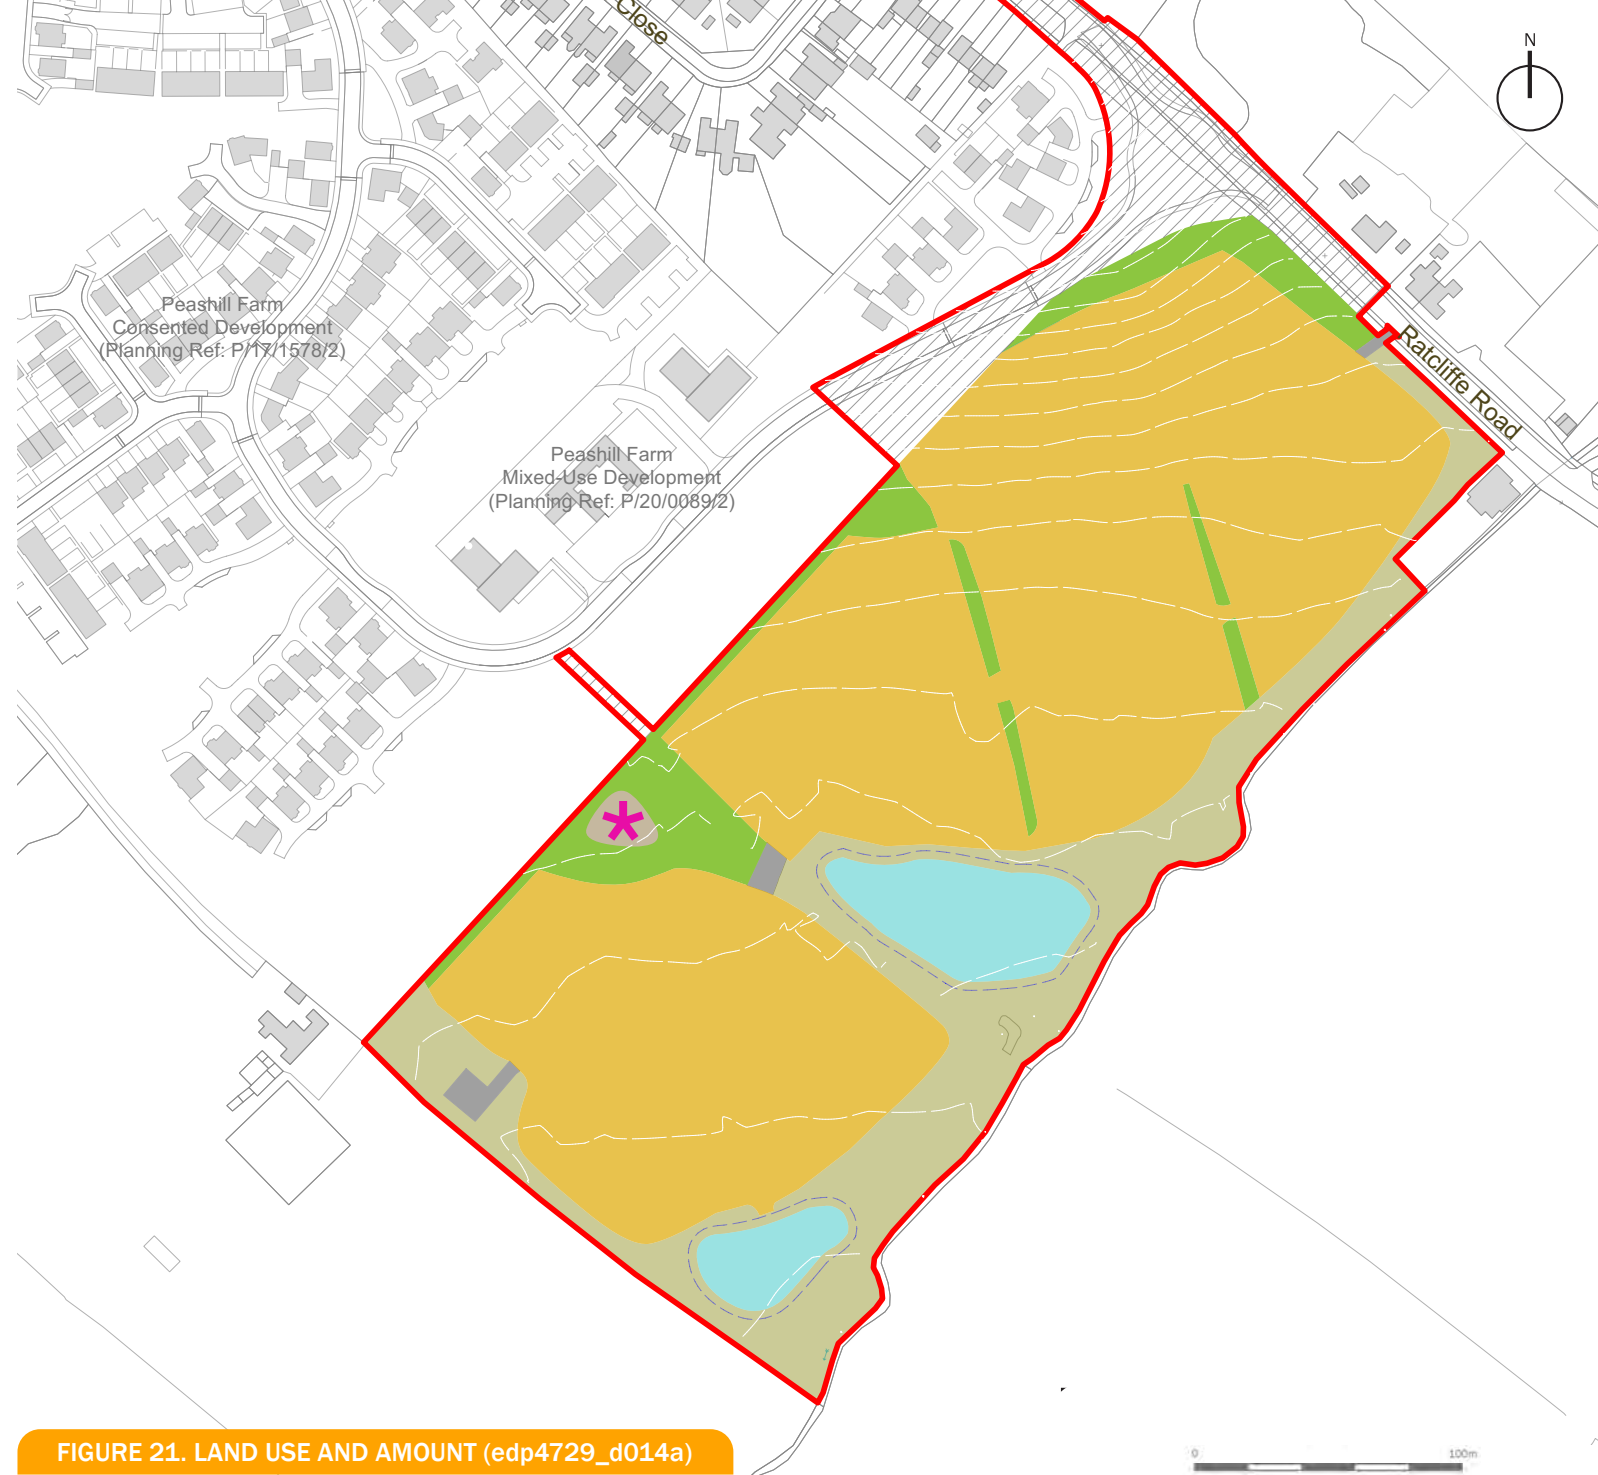 Close
N
Peashill Farm
Consented Development
(Planning Ref: P/17/1578/2)
Ratcliffe Road
Peashill Farm
Mixed-Use Development
(Planning Ref: P/20/0089/2)
FIGURE 21. LAND USE AND AMOUNT (edp4729_d014a)
0
100m